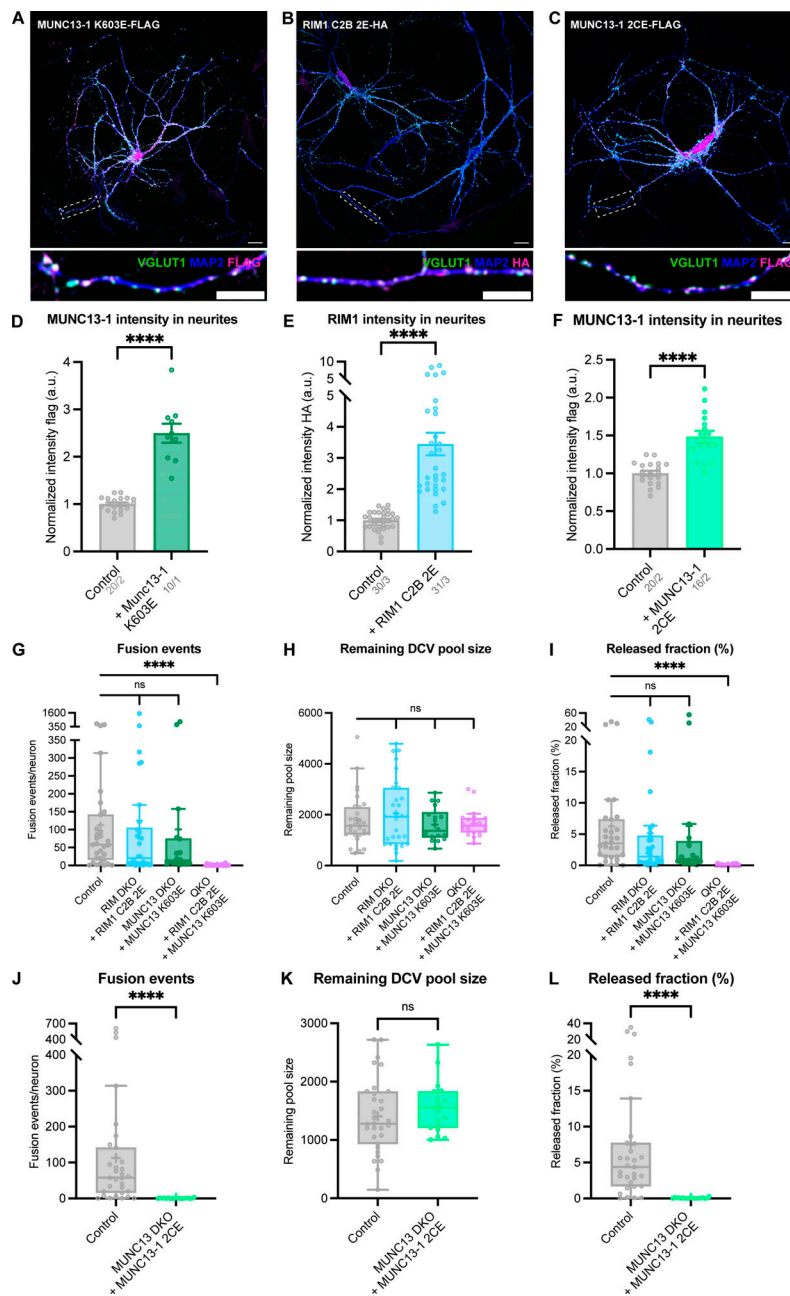 A
MUNC13-1 K603E-FLAG
VGLUT1 MAP2 FLAG
B
RIM1 C2B 2E-HA
VGLUT1 MAP2 HA
C
MUNC13-1 2CE-FLAG
VGLUT1 MAP2 FLAG
D
MUNC13-1 intensity in neurites
****
Normalized intensity flag (a.u.)
4
3
2
1
0
Control
20/2
+ Munc13-1
K603E
10/1
E
RIM1 intensity in neurites
****
Normalized intensity HA (a.u.)
10
5
5
4
3
2
1
0
Control
30/3
+ RIM1 C2B 2E
31/3
F
MUNC13-1 intensity in neurites
****
Normalized intensity flag (a.u.)
2.5
2.0
1.5
1.0
0.5
0.0
Control
20/2
+ MUNC13-1
2CE
16/2
G
Fusion events
****
ns
Fusion events/neuron
1600
350
350
300
250
200
150
100
50
0
Control
RIM DKO
+ RIM1 C2B 2E
MUNC13 DKO
+ MUNC13 K603E
QKO
+ RIM1 C2B 2E
+ MUNC13 K603E
H
Remaining DCV pool size
ns
Remaining pool size
6000
4000
2000
0
Control
RIM DKO
+ RIM1 C2B 2E
MUNC13 DKO
+ MUNC13 K603E
QKO
+ RIM1 C2B 2E
+ MUNC13 K603E
I
Released fraction (%)
****
ns
Released fraction (%)
60
20
20
15
10
5
0
Control
RIM DKO
+ RIM1 C2B 2E
MUNC13 DKO
+ MUNC13 K603E
QKO
+ RIM1 C2B 2E
+ MUNC13 K603E
J
Fusion events
****
Fusion events/neuron
700
400
400
300
200
100
0
Control
MUNC13 DKO
+ MUNC13-1 2CE
K
Remaining DCV pool size
ns
Remaining pool size
3000
2000
1000
0
Control
MUNC13 DKO
+ MUNC13-1 2CE
L
Released fraction (%)
****
Released fraction (%)
40
20
20
15
10
5
0
Control
MUNC13 DKO
+ MUNC13-1 2CE